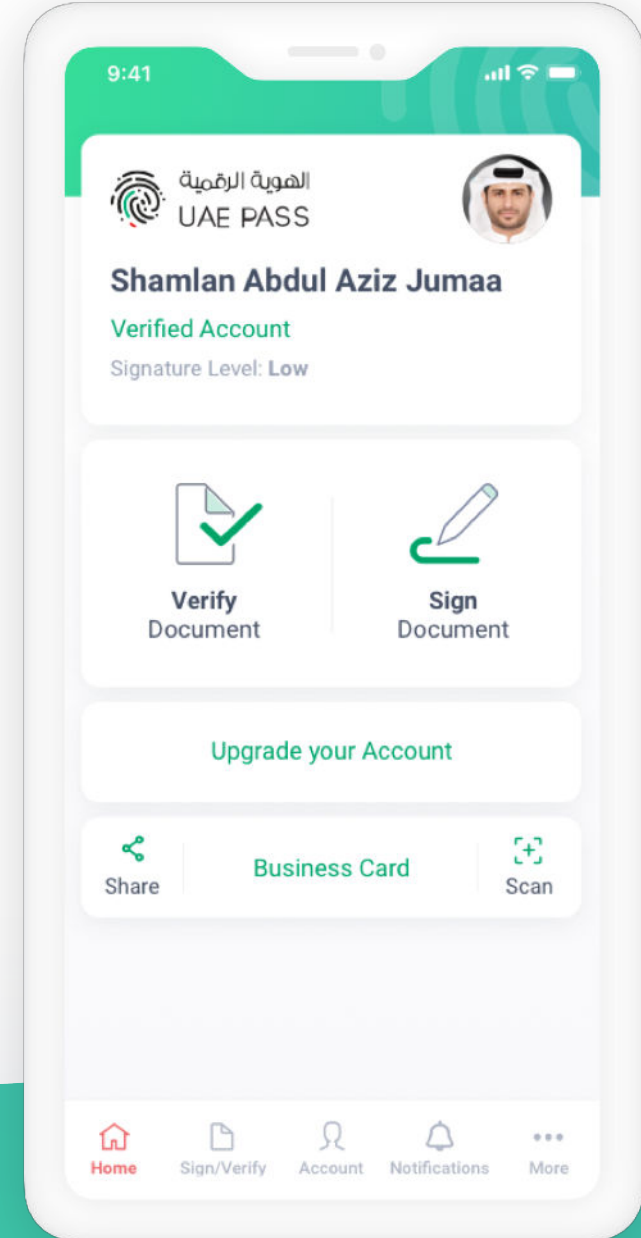 9:41
الهوية الرقمية
UAE PASS
Shamlan Abdul Aziz Jumaa
Verified Account
Signature Level: Low
Verify
Document
Sign
Document
Upgrade your Account
Share
Business Card
Scan
Home
Sign/Verify
Account
Notifications
More